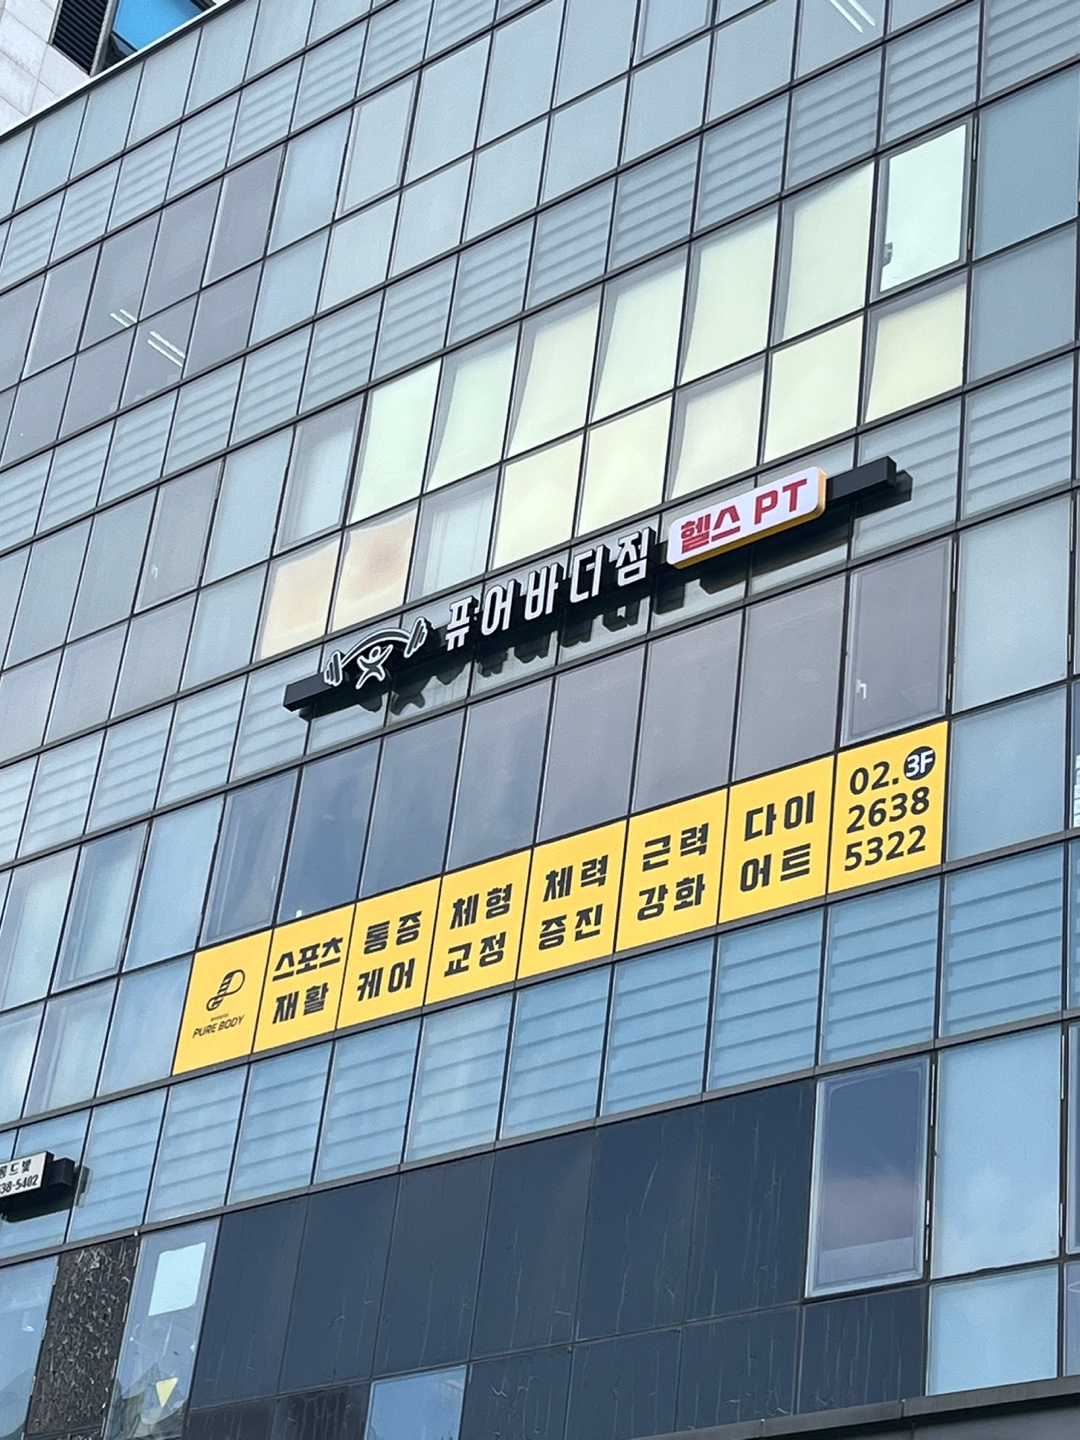 퓨어바디짐 헬스 PT
PURE BODY
스포츠
재활
통증
케어
체형
교정
체력
증진
근력
강화
다이
어트
02. 3F
2638
5322
38-5402